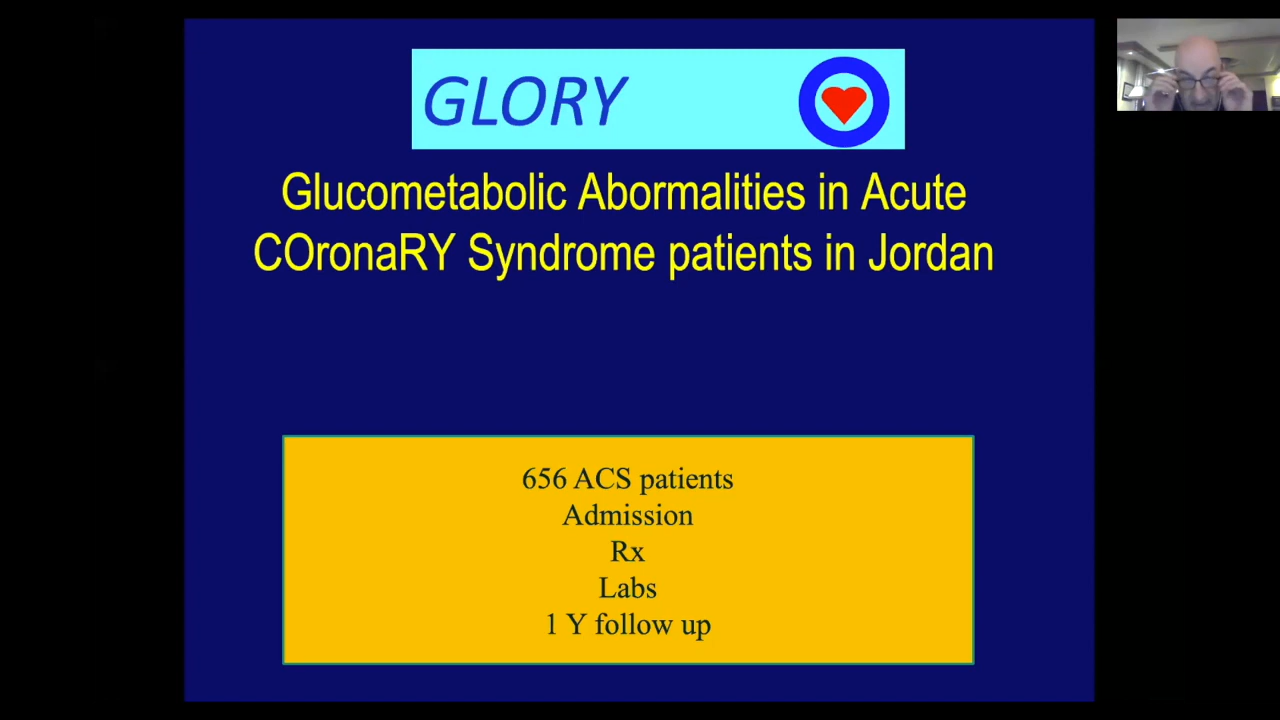 GLORY
Glucometabolic Abormalities in Acute
COronaRY Syndrome patients in Jordan
656 ACS patients
Admission
Rx
Labs
1 Y follow up